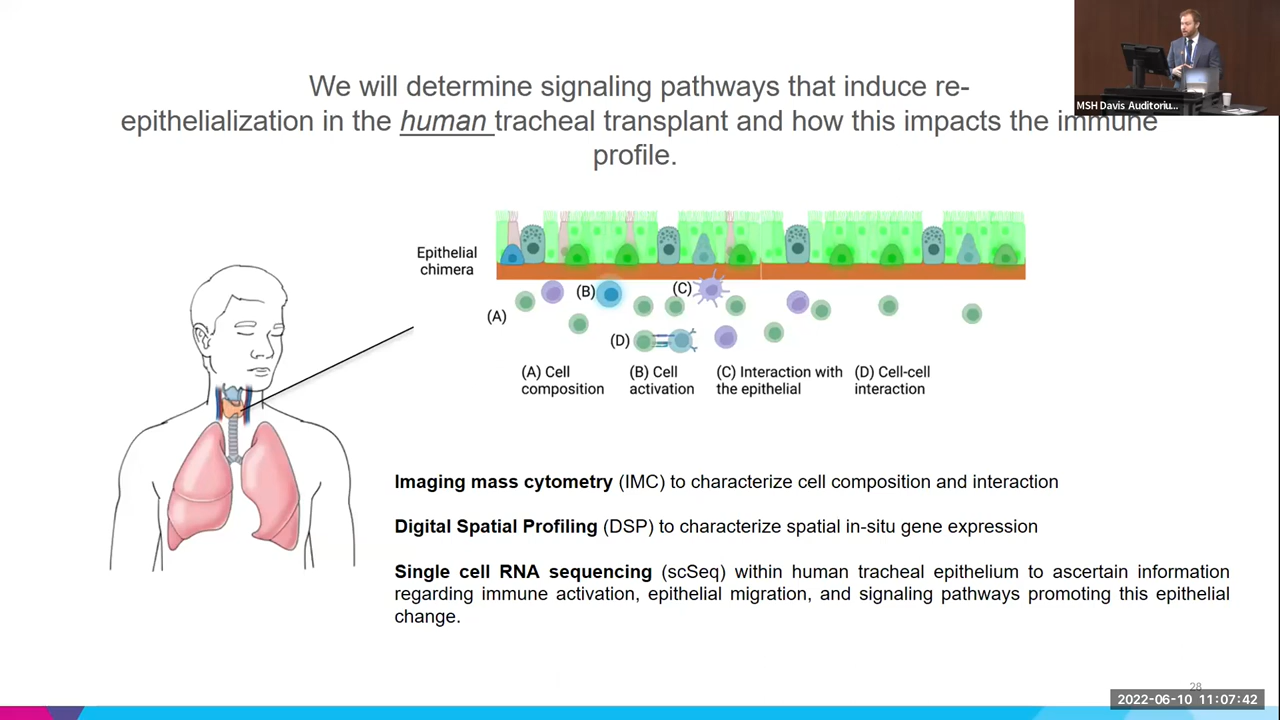 We will determine signaling pathways that induce re-
epithelialization in the human tracheal transplant and how this impacts the immune
profile.
MSH Davis Auditoriu...
Epithelial
chimera
(A)
(B)
(C)
(D)
(A) Cell
composition
(B) Cell
activation
(C) Interaction with
the epithelial
(D) Cell-cell
interaction
Imaging mass cytometry (IMC) to characterize cell composition and interaction
Digital Spatial Profiling (DSP) to characterize spatial in-situ gene expression
Single cell RNA sequencing (scSeq) within human tracheal epithelium to ascertain information
regarding immune activation, epithelial migration, and signaling pathways promoting this epithelial
change.
28
2022-06-10 11:07:42